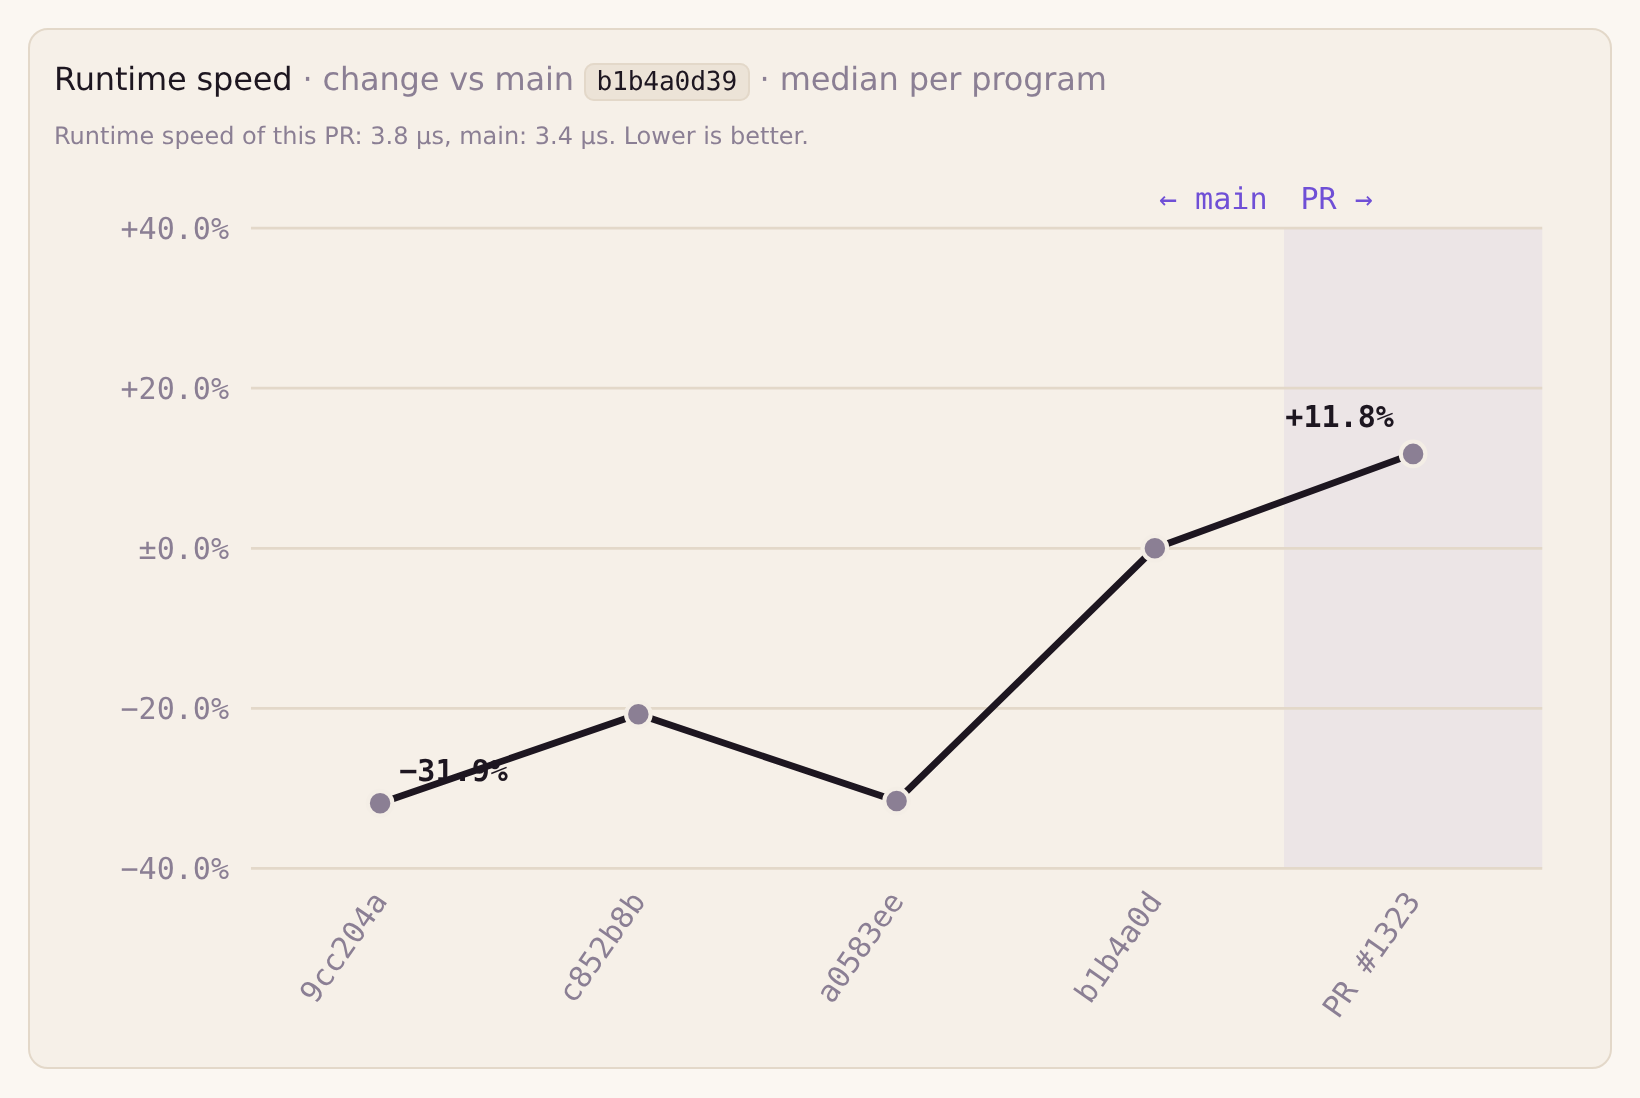 Runtime speed · change vs main b1b4a0d39 · median per program
Runtime speed of this PR: 3.8 µs, main: 3.4 µs. Lower is better.
← main PR →
+40.0%
+20.0%
+11.8%
±0.0%
−20.0%
−31.9%
−40.0%
9cc204a
c852b8b
a0583ee
b1b4a0d
PR #1323